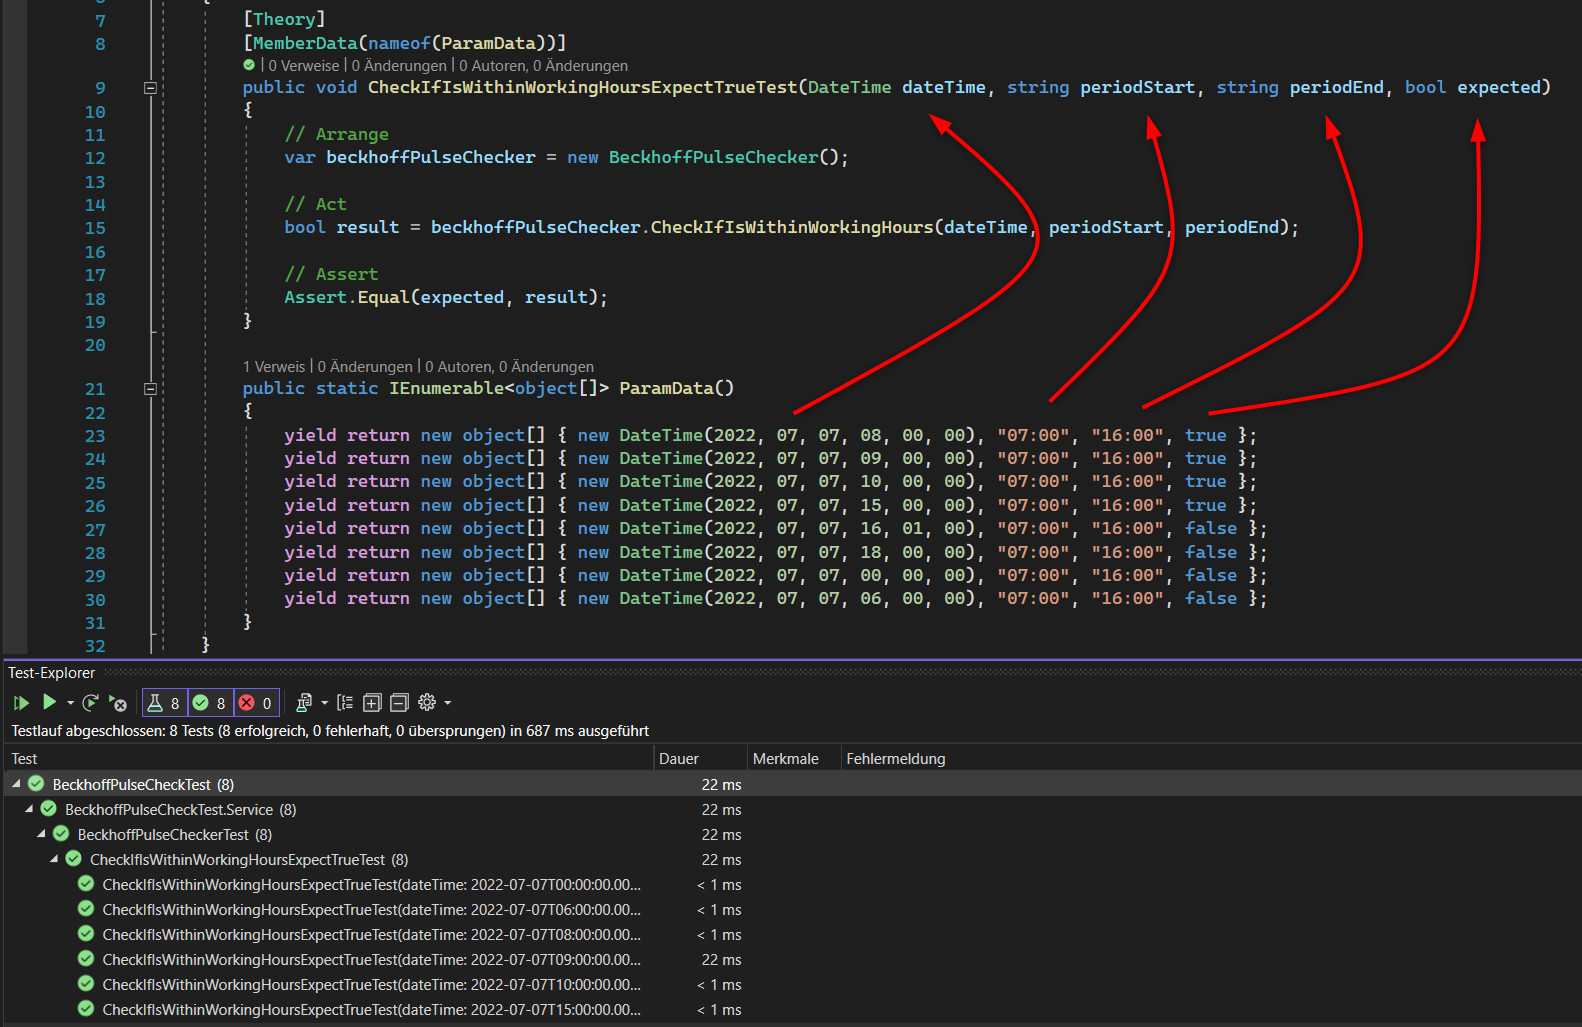 7 [Theory]
8 [MemberData(nameof(ParamData))]
| 0 Verweise | 0 Änderungen | 0 Autoren, 0 Änderungen
9 public void CheckIfIsWithinWorkingHoursExpectTrueTest(DateTime dateTime, string periodStart, string periodEnd, bool expected)
10 {
11 // Arrange
12 var beckhoffPulseChecker = new BeckhoffPulseChecker();
13
14 // Act
15 bool result = beckhoffPulseChecker.CheckIfIsWithinWorkingHours(dateTime, periodStart, periodEnd);
16
17 // Assert
18 Assert.Equal(expected, result);
19 }
20
1 Verweis | 0 Änderungen | 0 Autoren, 0 Änderungen
21 public static IEnumerable<object[]> ParamData()
22 {
23 yield return new object[] { new DateTime(2022, 07, 07, 08, 00, 00), "07:00", "16:00", true };
24 yield return new object[] { new DateTime(2022, 07, 07, 09, 00, 00), "07:00", "16:00", true };
25 yield return new object[] { new DateTime(2022, 07, 07, 10, 00, 00), "07:00", "16:00", true };
26 yield return new object[] { new DateTime(2022, 07, 07, 15, 00, 00), "07:00", "16:00", true };
27 yield return new object[] { new DateTime(2022, 07, 07, 16, 01, 00), "07:00", "16:00", false };
28 yield return new object[] { new DateTime(2022, 07, 07, 18, 00, 00), "07:00", "16:00", false };
29 yield return new object[] { new DateTime(2022, 07, 07, 00, 00, 00), "07:00", "16:00", false };
30 yield return new object[] { new DateTime(2022, 07, 07, 06, 00, 00), "07:00", "16:00", false };
31 }
32 }
Test-Explorer
8 8 0
Testlauf abgeschlossen: 8 Tests (8 erfolgreich, 0 fehlerhaft, 0 übersprungen) in 687 ms ausgeführt
Test Dauer Merkmale Fehlermeldung
BeckhoffPulseCheckTest (8) 22 ms
BeckhoffPulseCheckTest.Service (8) 22 ms
BeckhoffPulseCheckerTest (8) 22 ms
CheckIfIsWithinWorkingHoursExpectTrueTest (8) 22 ms
CheckIfIsWithinWorkingHoursExpectTrueTest(dateTime: 2022-07-07T00:00:00.00... < 1 ms
CheckIfIsWithinWorkingHoursExpectTrueTest(dateTime: 2022-07-07T06:00:00.00... < 1 ms
CheckIfIsWithinWorkingHoursExpectTrueTest(dateTime: 2022-07-07T08:00:00.00... < 1 ms
CheckIfIsWithinWorkingHoursExpectTrueTest(dateTime: 2022-07-07T09:00:00.00... 22 ms
CheckIfIsWithinWorkingHoursExpectTrueTest(dateTime: 2022-07-07T10:00:00.00... < 1 ms
CheckIfIsWithinWorkingHoursExpectTrueTest(dateTime: 2022-07-07T15:00:00.00... < 1 ms